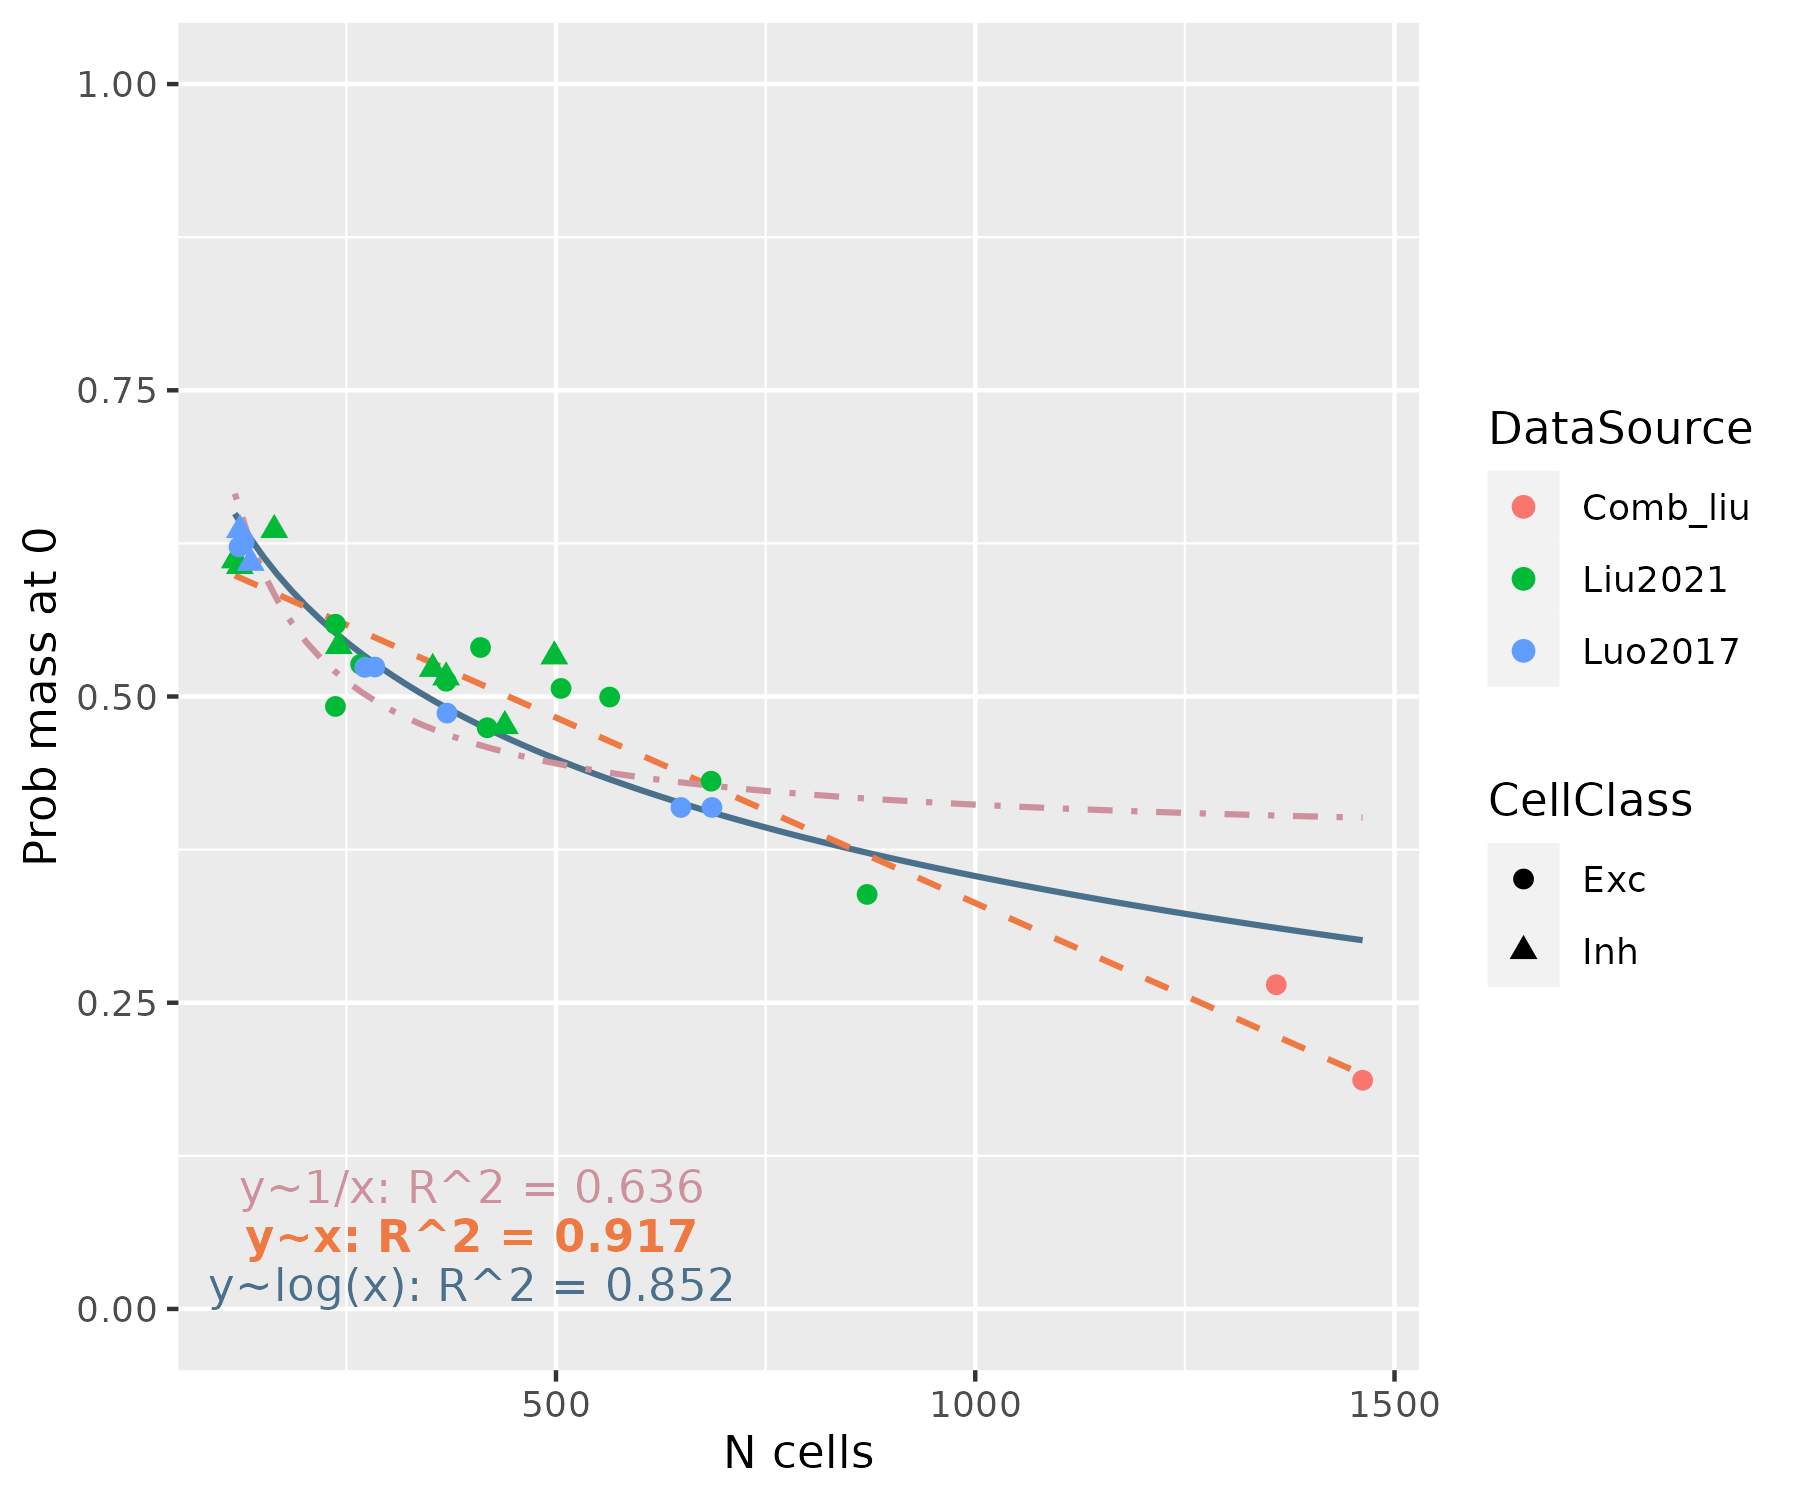 1.00
0.75
0.50
0.25
0.00
Prob mass at 0
y~1/x: R^2 = 0.636
y~x: R^2 = 0.917
y~log(x): R^2 = 0.852
500
1000
1500
N cells
DataSource
Comb_liu
Liu2021
Luo2017
CellClass
Exc
Inh